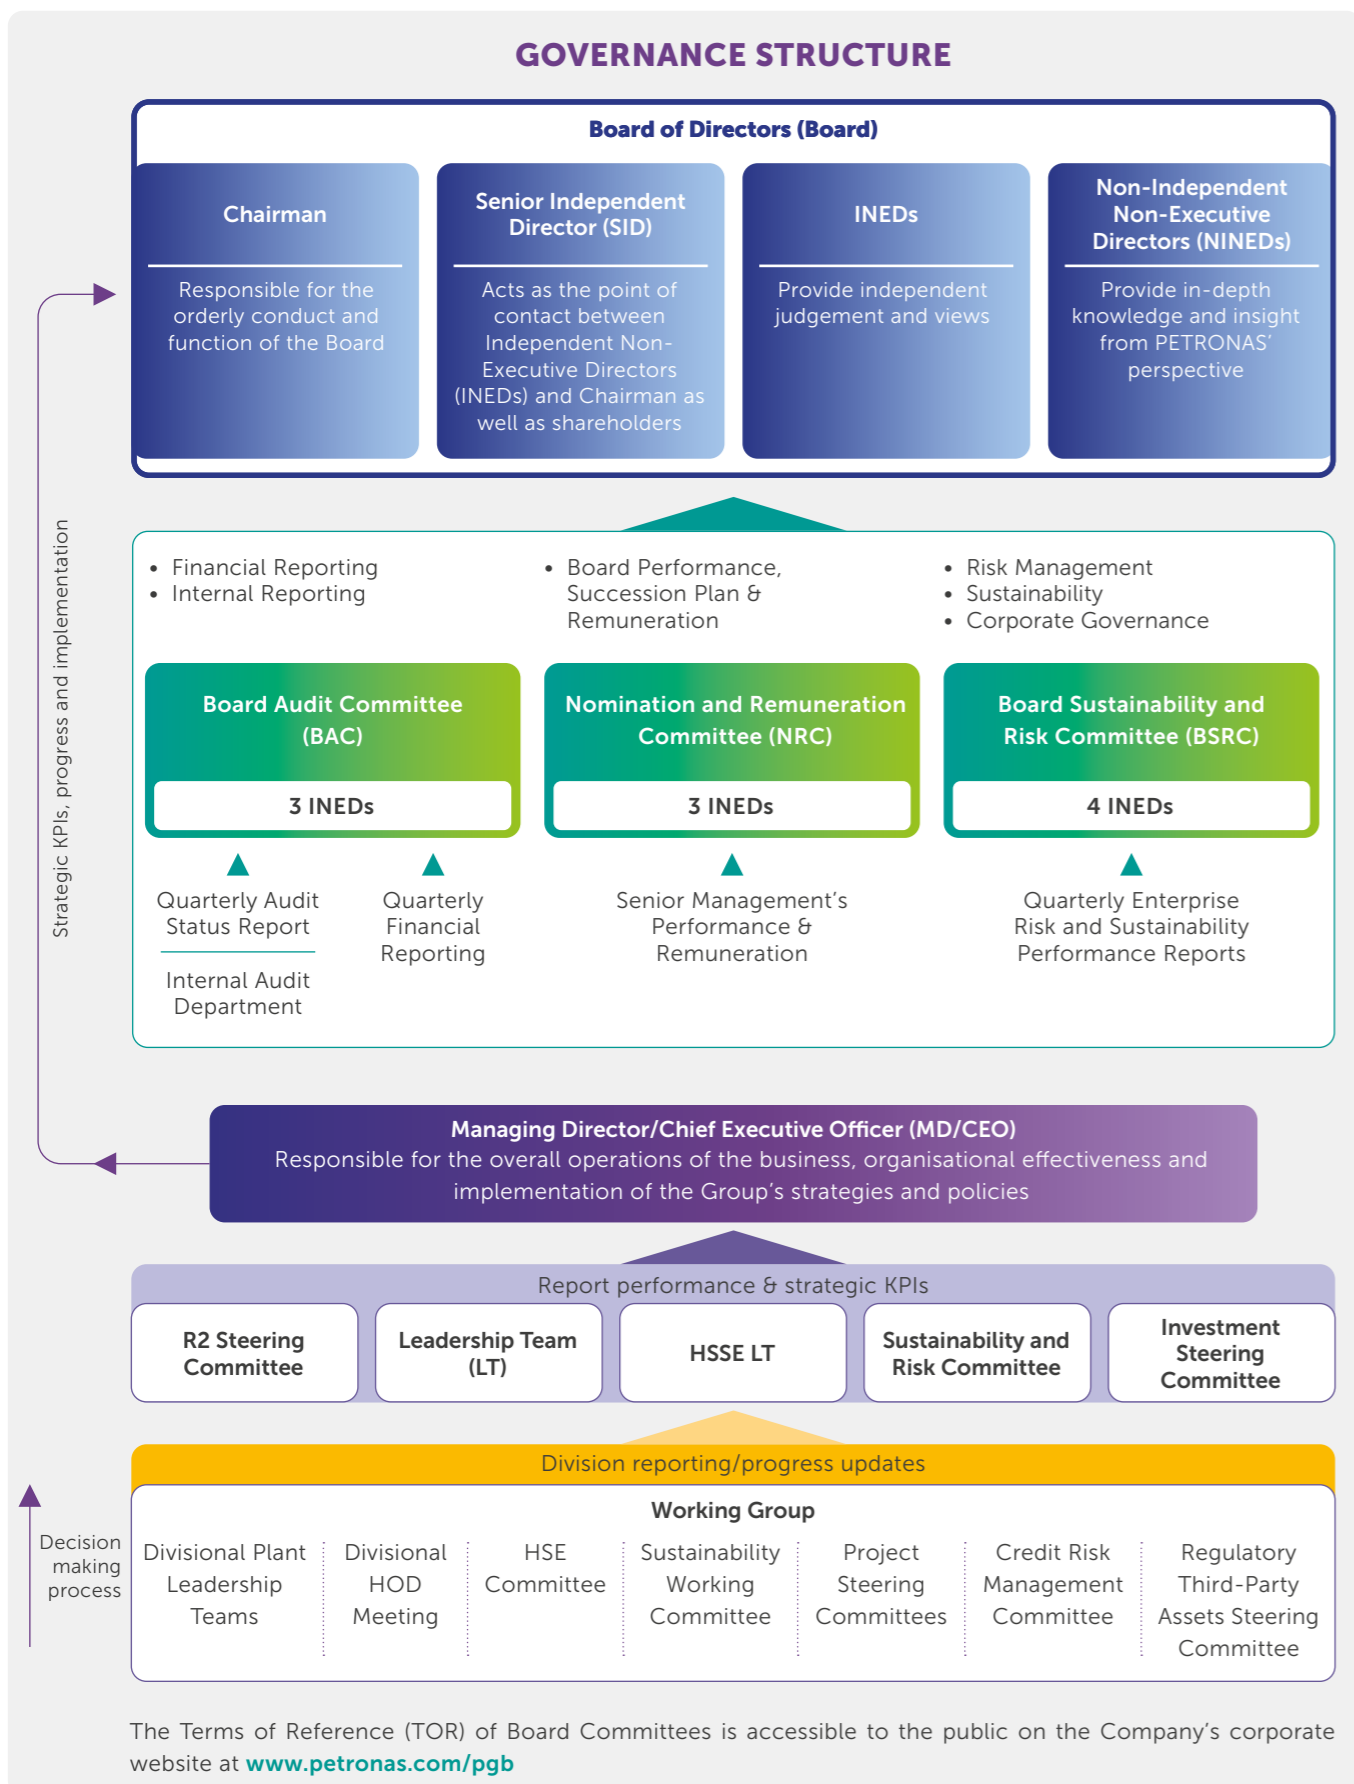 GOVERNANCE STRUCTURE
Board of Directors (Board)
Chairman
Responsible for the
orderly conduct and
function of the Board
Senior Independent
Director (SID)
Acts as the point of
contact between
Independent Non-
Executive Directors
(INEDs) and Chairman as
well as shareholders
INEDs
Provide independent
judgement and views
Non-Independent
Non-Executive
Directors (NINEDs)
Provide in-depth
knowledge and insight
from PETRONAS’
perspective
Strategic KPIs, progress and implementation
• Financial Reporting
• Internal Reporting
• Board Performance,
Succession Plan &
Remuneration
• Risk Management
• Sustainability
• Corporate Governance
Board Audit Committee
(BAC)
3 INEDs
Nomination and Remuneration
Committee (NRC)
3 INEDs
Board Sustainability and
Risk Committee (BSRC)
4 INEDs
Quarterly Audit
Status Report
Internal Audit
Department
Quarterly
Financial
Reporting
Senior Management’s
Performance &
Remuneration
Quarterly Enterprise
Risk and Sustainability
Performance Reports
Managing Director/Chief Executive Officer (MD/CEO)
Responsible for the overall operations of the business, organisational effectiveness and
implementation of the Group’s strategies and policies
Report performance & strategic KPIs
R2 Steering
Committee
Leadership Team
(LT)
HSSE LT
Sustainability and
Risk Committee
Investment
Steering
Committee
Division reporting/progress updates
Decision
making
process
Working Group
Divisional Plant
Leadership
Teams
Divisional
HOD
Meeting
HSE
Committee
Sustainability
Working
Committee
Project
Steering
Committees
Credit Risk
Management
Committee
Regulatory
Third-Party
Assets Steering
Committee
The Terms of Reference (TOR) of Board Committees is accessible to the public on the Company’s corporate
website at www.petronas.com/pgb